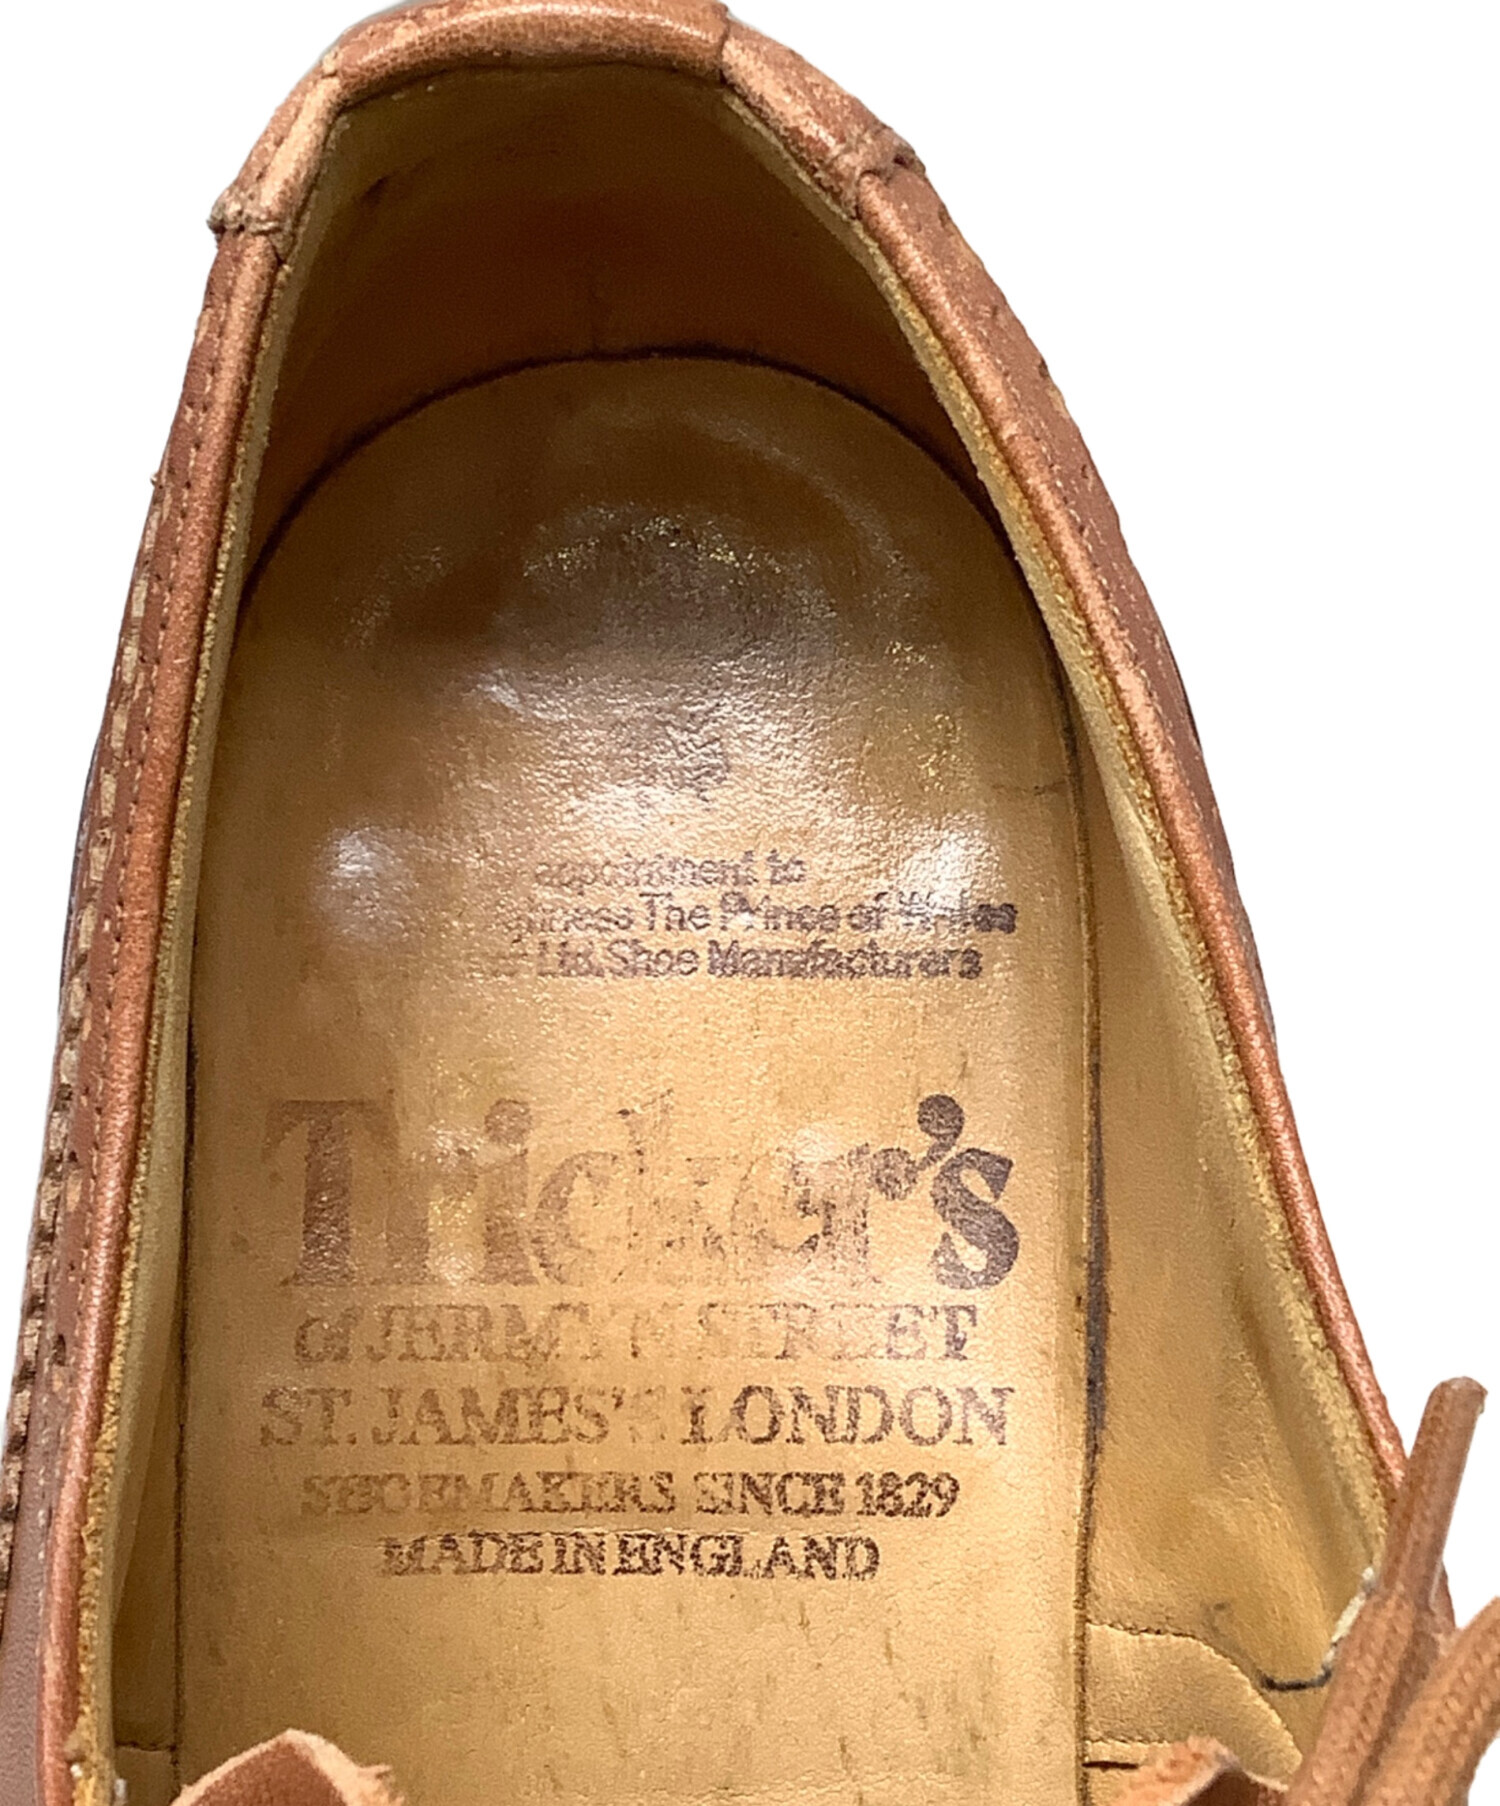 appointment to
The Prince of Wales
Ltd. Shoe Manufacturers
Tricker's
of JERMYN STREET
ST. JAMES'S LONDON
SHOEMAKERS SINCE 1829
MADE IN ENGLAND